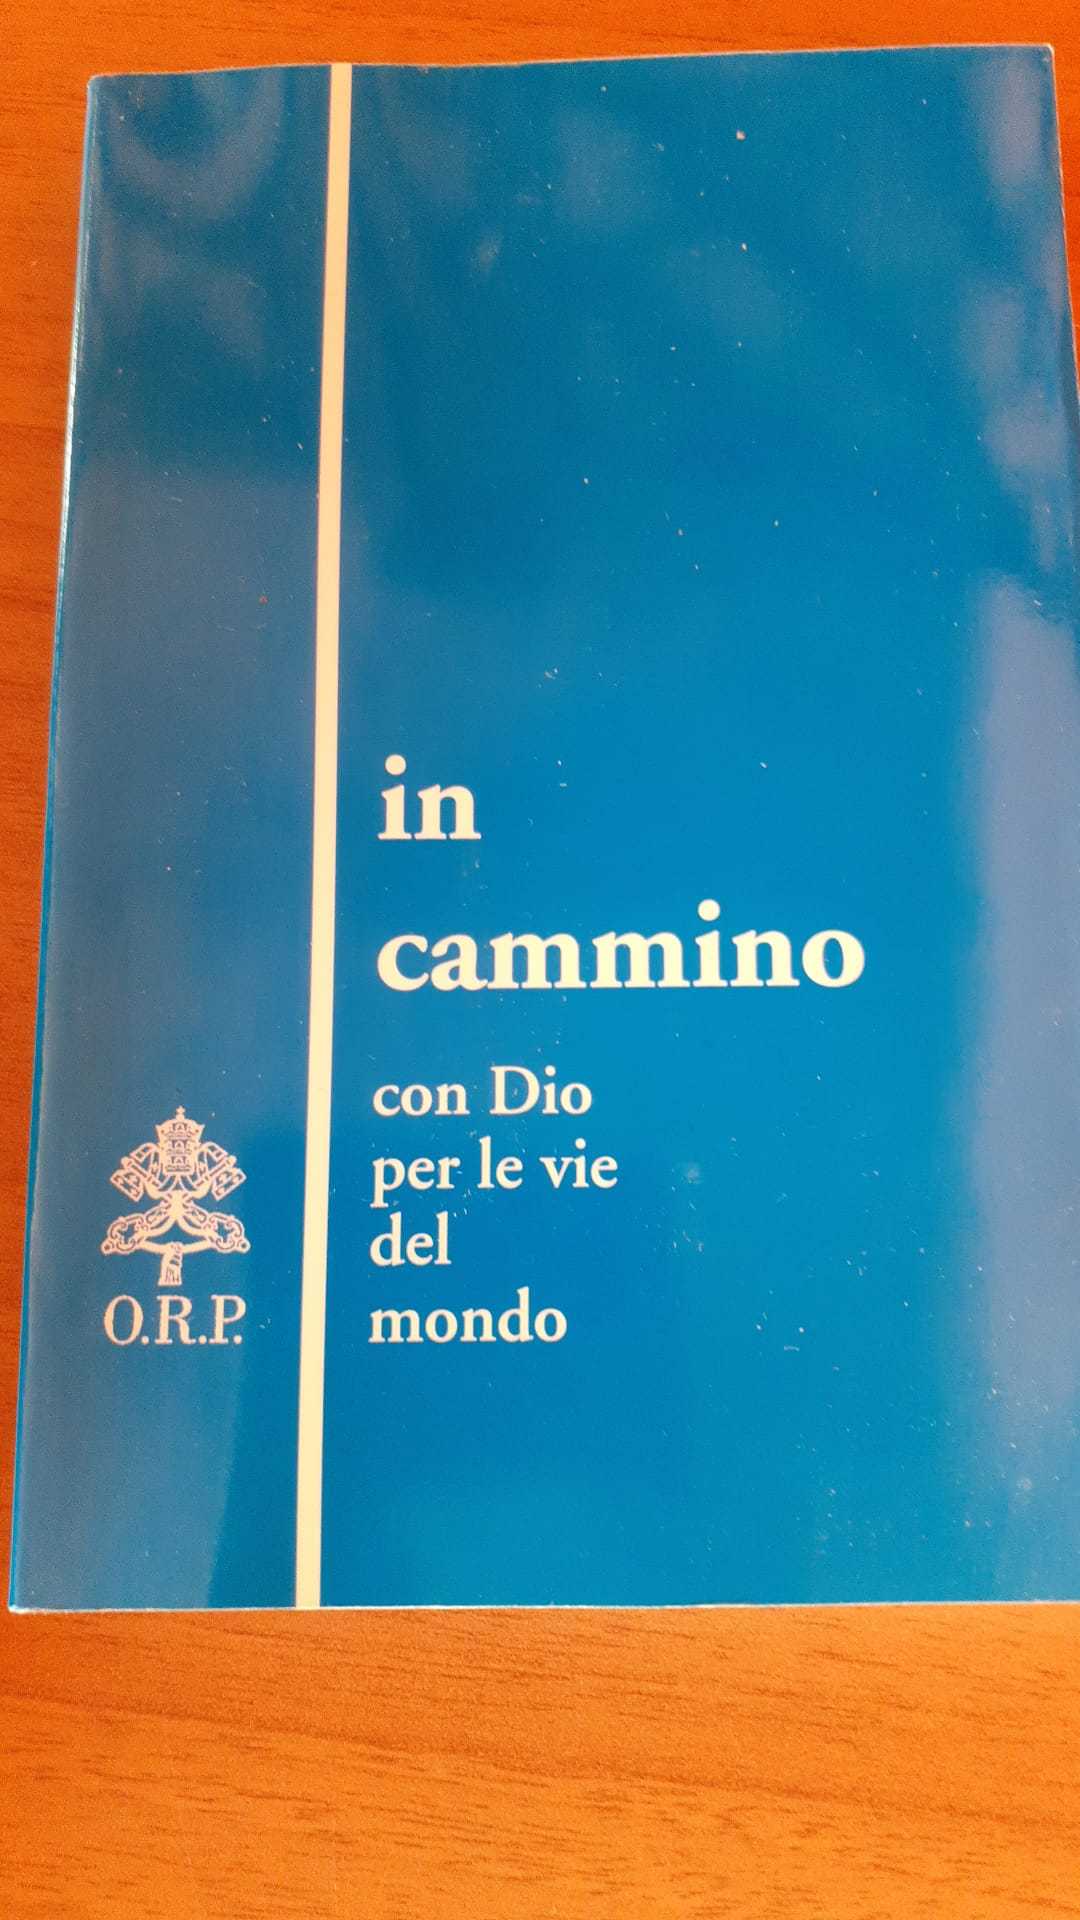 in
cammino
con Dio
per le vie
del
mondo
O.R.P.